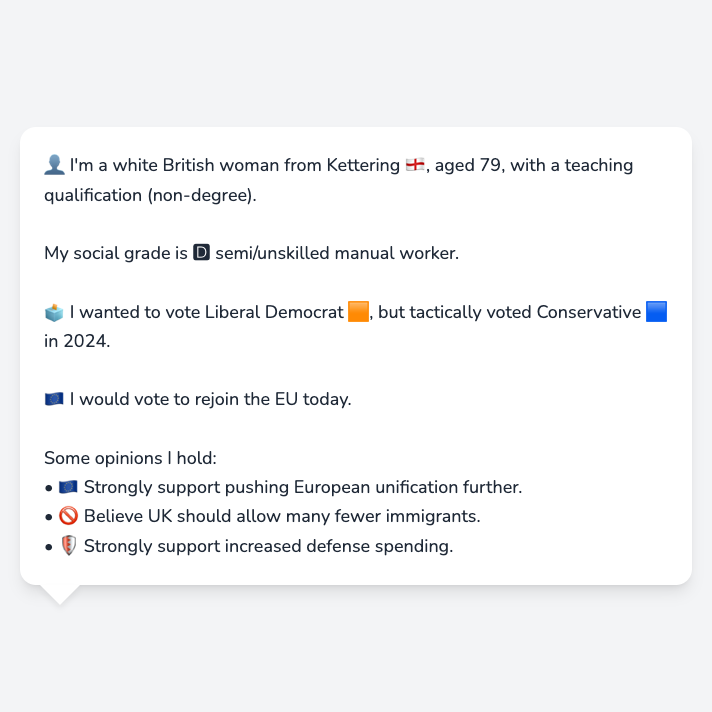 👤 I'm a white British woman from Kettering 🏴󠁧󠁢󠁥󠁮󠁧󠁿, aged 79, with a teaching
qualification (non-degree).
My social grade is 🅳 semi/unskilled manual worker.
🗳️ I wanted to vote Liberal Democrat 🟧, but tactically voted Conservative 🟦
in 2024.
🇪🇺 I would vote to rejoin the EU today.
Some opinions I hold:
• 🇪🇺 Strongly support pushing European unification further.
• 🚫 Believe UK should allow many fewer immigrants.
• 🛡️ Strongly support increased defense spending.